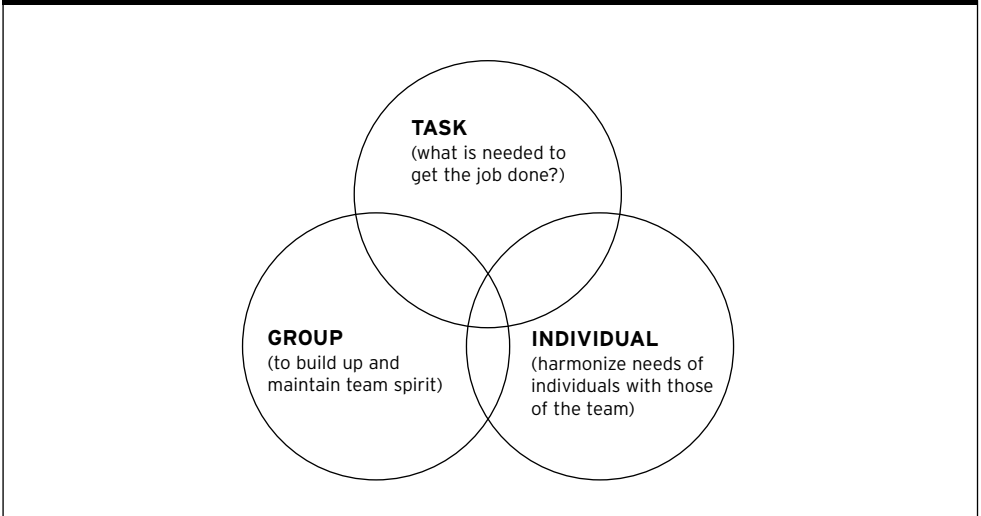 TASK
(what is needed to
get the job done?)
GROUP
(to build up and
maintain team spirit)
INDIVIDUAL
(harmonize needs of
individuals with those
of the team)